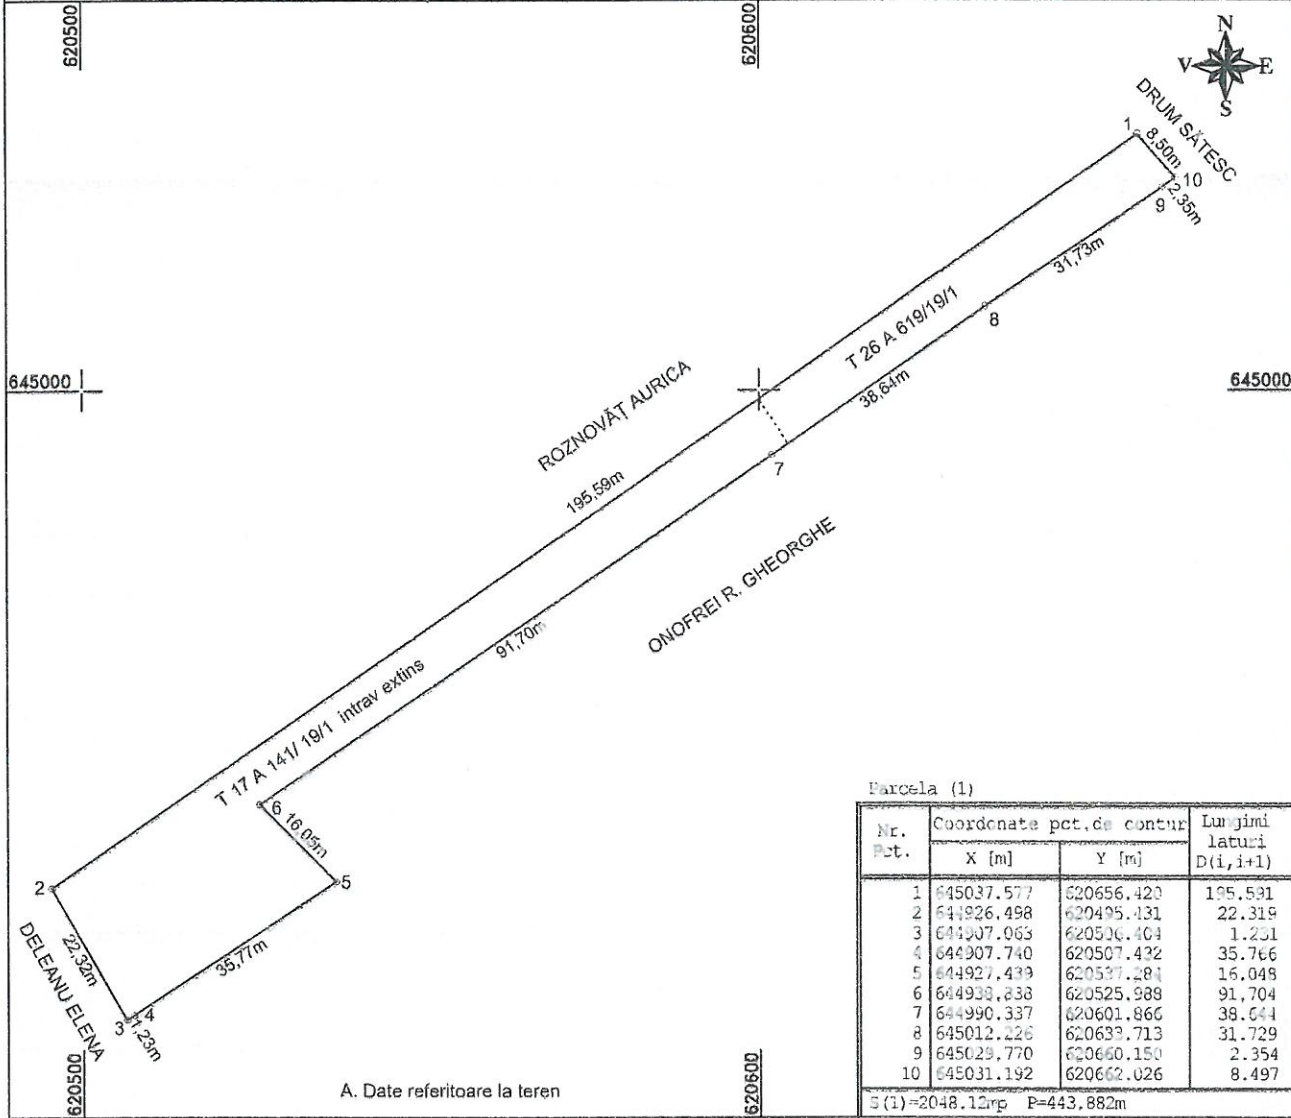 620500
620600
N
V E
S
DRUM SĂTESC
1
8,50m
10
9
2,35m
31,73m
8
T 26 A 619/19/1
38,64m
645000
645000
ROZNOVĂȚ AURICA
7
195,59m
ONOFREI R. GHEORGHE
91,70m
T 17 A 141/ 19/1 intrav extins
6
16,05m
5
2
22,32m
35,77m
DELEANU ELENA
3
4
1,23m
620500
A. Date referitoare la teren
620600
Parcela (1)
Nr. Pct. Coordonate pct.de contur Lungimi laturi D(i,i+1)
X [m] Y [m]
1 645037.577 620656.420 195.591
2 644926.498 620495.431 22.319
3 644907.063 620506.404 1.231
4 644907.740 620507.432 35.766
5 644927.439 620537.284 16.048
6 644938.838 620525.988 91.704
7 644990.337 620601.866 38.644
8 645012.226 620633.713 31.729
9 645029.770 620660.150 2.354
10 645031.192 620662.026 8.497
S(1)=2048.12mp P=443.882m